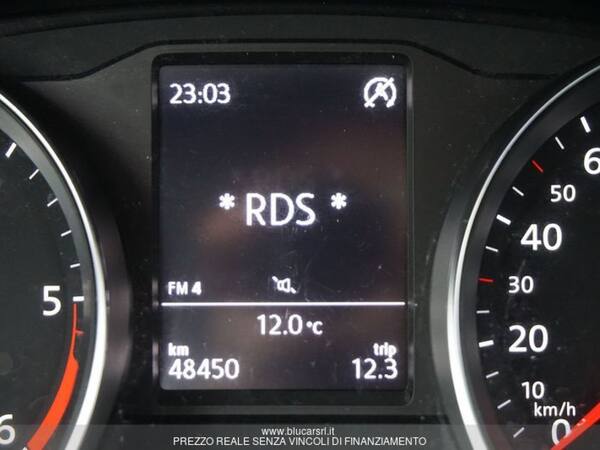 23:03
* RDS *
FM 4
12.0 °C
km
48450
trip
12.3
5
6
6
50
40
30
20
10
km/h
0
www.blucarsrl.it
PREZZO REALE SENZA VINCOLI DI FINANZIAMENTO